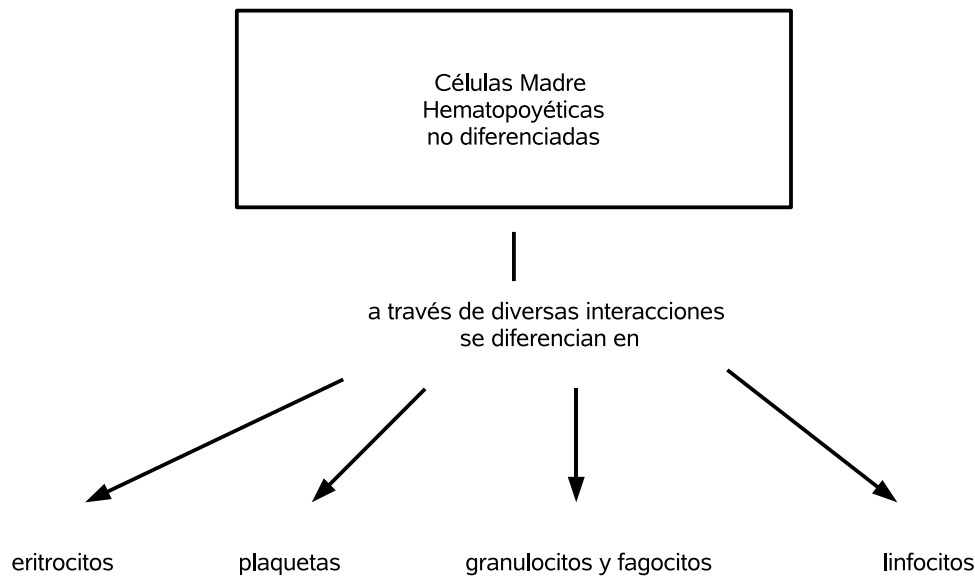 Células Madre
Hematopoyéticas
no diferenciadas
a través de diversas interacciones
se diferencian en
eritrocitos
plaquetas
granulocitos y fagocitos
linfocitos